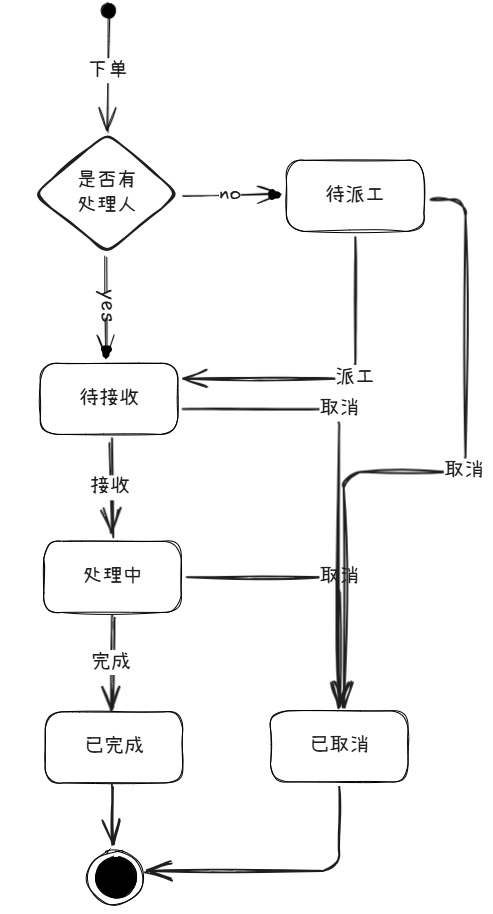 下单
是否有
处理人
no
待派工
yes
派工
待接收
取消
接收
取消
处理中
取消
完成
已完成
已取消